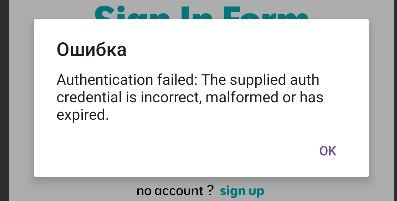 Sign In Form
Ошибка
Authentication failed: The supplied auth
credential is incorrect, malformed or has
expired.
OK
no account ? sign up